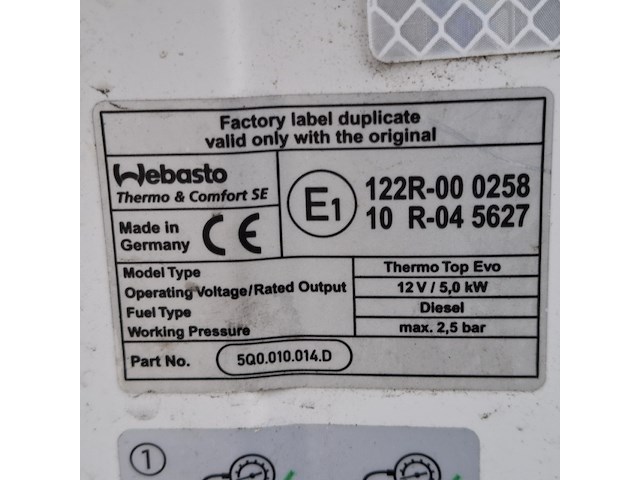 Factory label duplicate
valid only with the original
Webasto
Thermo & Comfort SE
Made in
Germany
CE
E1
122R-00 0258
10 R-04 5627
Model Type Thermo Top Evo
Operating Voltage/Rated Output 12 V / 5,0 kW
Fuel Type Diesel
Working Pressure max. 2,5 bar
Part No. 5Q0.010.014.D
1